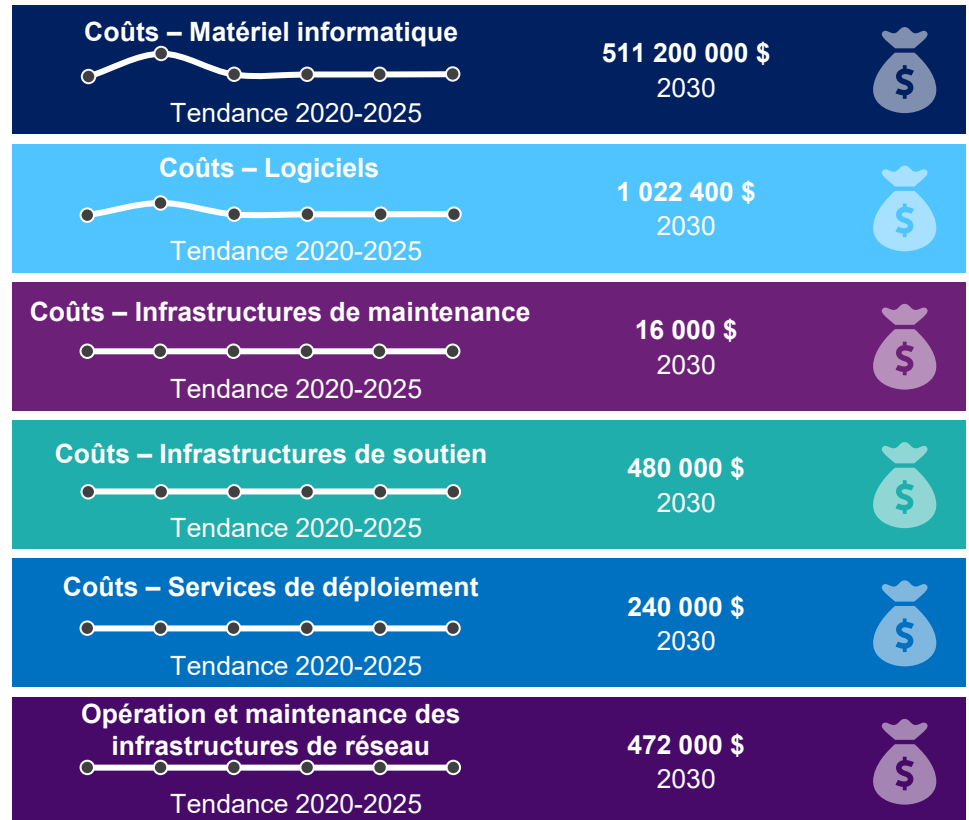 Coûts – Matériel informatique
Tendance 2020-2025
511 200 000 $
2030
$
Coûts – Logiciels
Tendance 2020-2025
1 022 400 $
2030
$
Coûts – Infrastructures de maintenance
Tendance 2020-2025
16 000 $
2030
$
Coûts – Infrastructures de soutien
Tendance 2020-2025
480 000 $
2030
$
Coûts – Services de déploiement
Tendance 2020-2025
240 000 $
2030
$
Opération et maintenance des
infrastructures de réseau
Tendance 2020-2025
472 000 $
2030
$